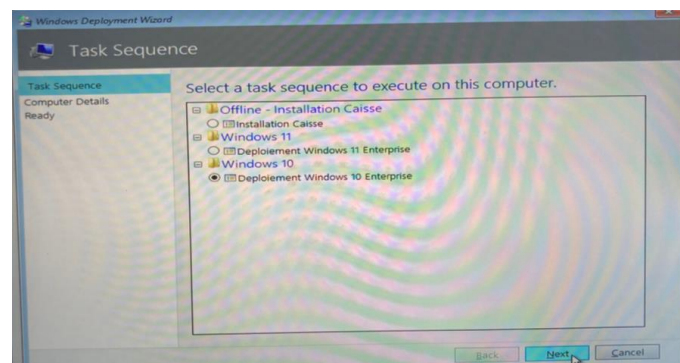 Windows Deployment Wizard
Task Sequence
Task Sequence
Computer Details
Ready
Select a task sequence to execute on this computer.
Offline - Installation Caisse
Installation Caisse
Windows 11
Deploiement Windows 11 Enterprise
Windows 10
Deploiement Windows 10 Enterprise
Back Next Cancel